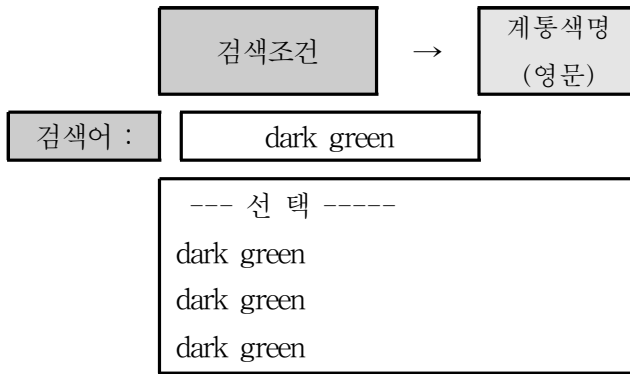 검색조건 → 계통색명
(영문)
검색어 : dark green
--- 선 택 -----
dark green
dark green
dark green